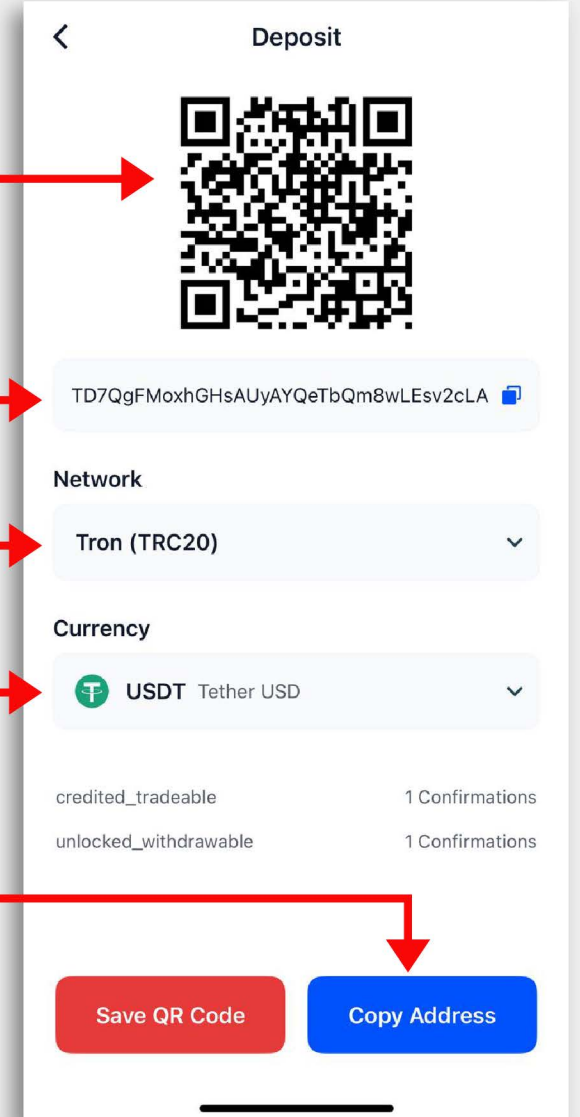 Deposit
TD7QgFMoxhGHsAUyAYQeTbQm8wLEsv2cLA
Network
Tron (TRC20)
Currency
USDT Tether USD
credited_tradeable 1 Confirmations
unlocked_withdrawable 1 Confirmations
Save QR Code Copy Address